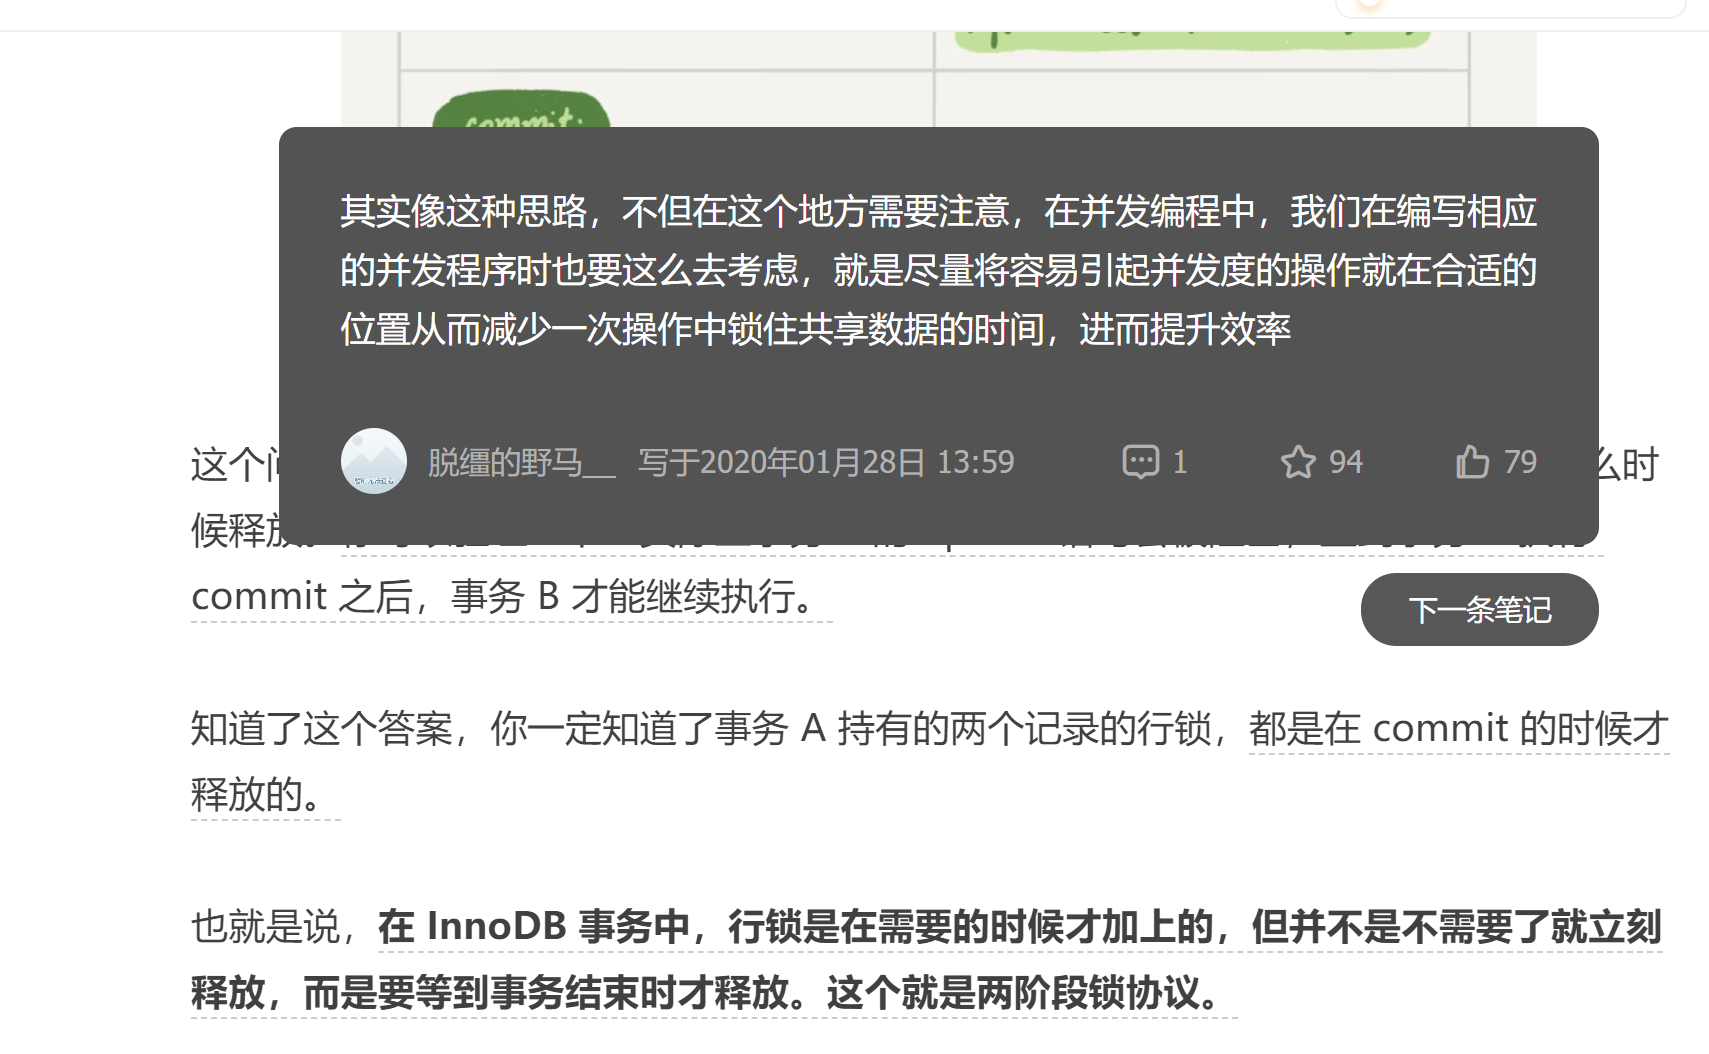 commit;
其实像这种思路，不但在这个地方需要注意，在并发编程中，我们在编写相应
的并发程序时也要这么去考虑，就是尽量将容易引起并发度的操作就在合适的
位置从而减少一次操作中锁住共享数据的时间，进而提升效率
脱缰的野马__ 写于2020年01月28日 13:59 1 94 79
这个 么时
候释放。
commit 之后，事务 B 才能继续执行。
下一条笔记
知道了这个答案，你一定知道了事务 A 持有的两个记录的行锁，都是在 commit 的时候才
释放的。
也就是说，在 InnoDB 事务中，行锁是在需要的时候才加上的，但并不是不需要了就立刻
释放，而是要等到事务结束时才释放。这个就是两阶段锁协议。